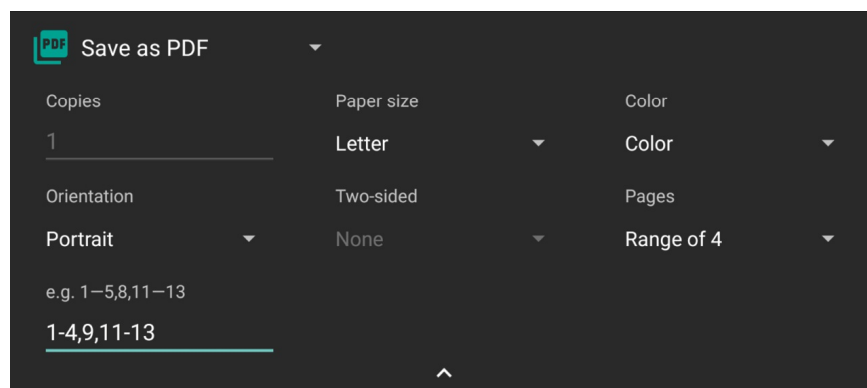 PDF
Save as PDF
Copies
Paper size
Color
1
Letter
Color
Orientation
Two-sided
Pages
Portrait
None
Range of 4
e.g. 1—5,8,11—13
1-4,9,11-13